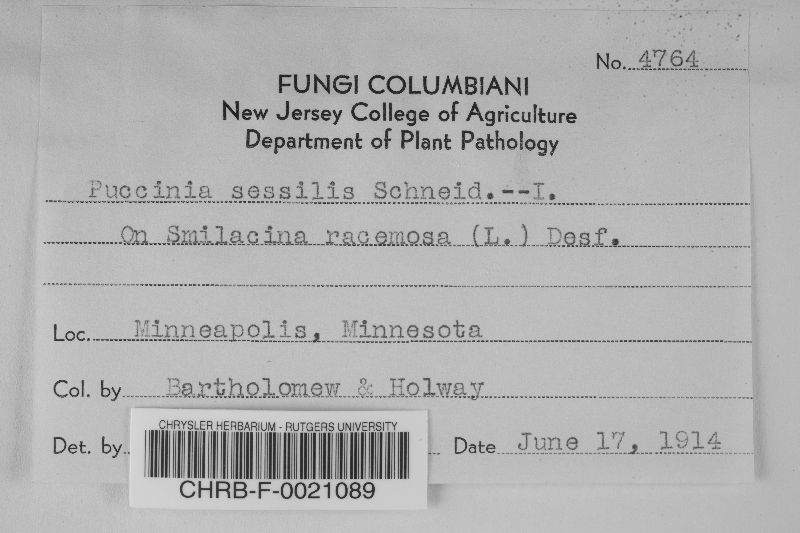 No. 4764
FUNGI COLUMBIANI
New Jersey College of Agriculture
Department of Plant Pathology
Puccinia sessilis Schneid.--I.
On Smilacina racemosa (L.) Desf.
Loc. Minneapolis, Minnesota
Col. by Bartholomew & Holway
Det. by Date June 17, 1914
CHRYSLER HERBARIUM - RUTGERS UNIVERSITY
CHRB-F-0021089